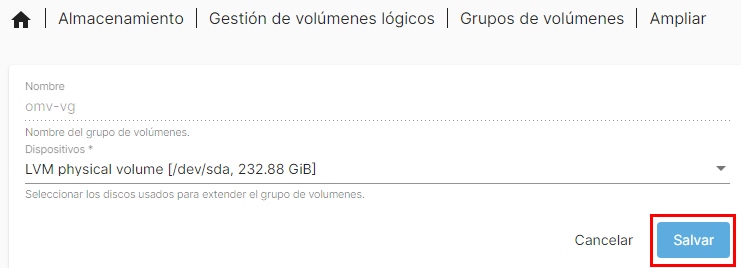 Almacenamiento | Gestión de volúmenes lógicos | Grupos de volúmenes | Ampliar
Nombre
omv-vg
Nombre del grupo de volúmenes.
Dispositivos *
LVM physical volume [/dev/sda, 232.88 GiB]
Seleccionar los discos usados para extender el grupo de volumenes.
Cancelar Salvar